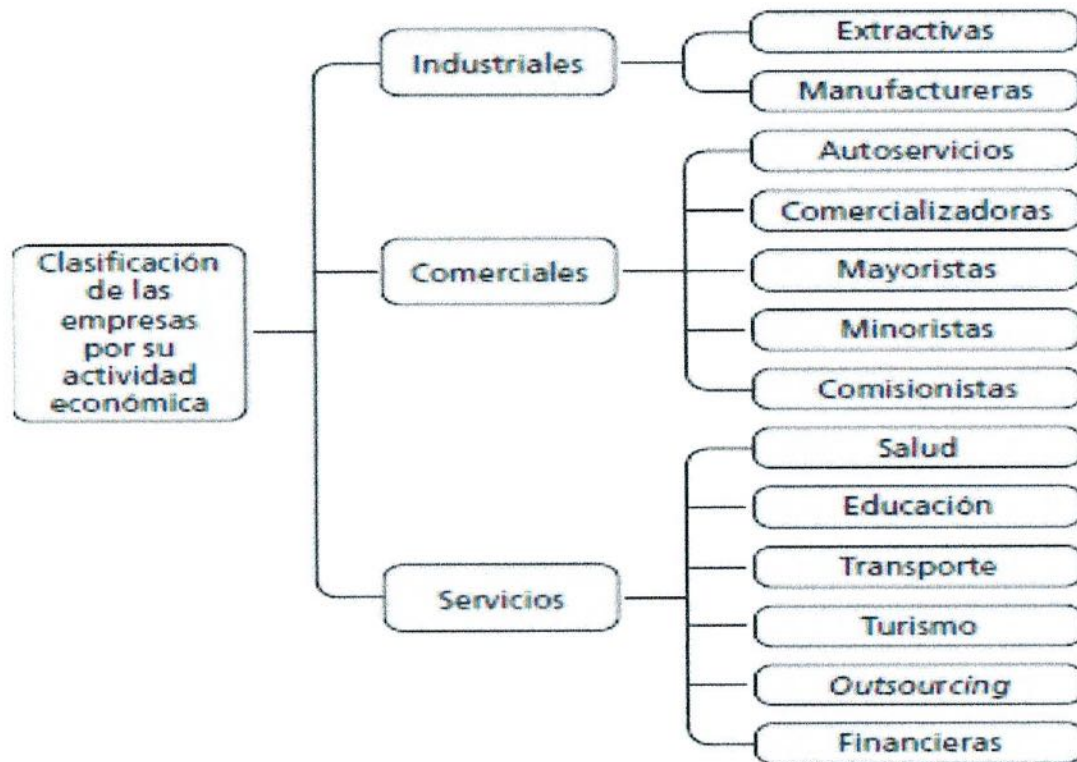 Clasificación
de las
empresas
por su
actividad
económica
Industriales
Extractivas
Manufactureras
Comerciales
Autoservicios
Comercializadoras
Mayoristas
Minoristas
Comisionistas
Servicios
Salud
Educación
Transporte
Turismo
Outsourcing
Financieras